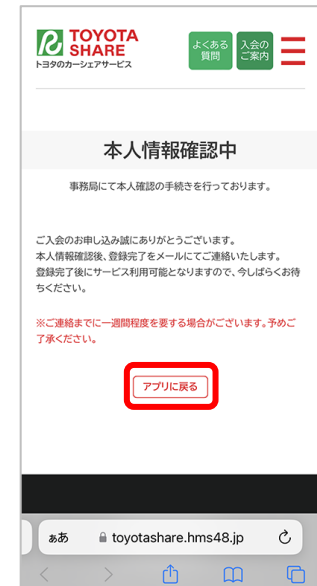 TOYOTA
SHARE
トヨタのカーシェアサービス
よくある
質問
入会の
ご案内
本人情報確認中
事務局にて本人確認の手続きを行っております。
ご入会のお申し込み誠にありがとうございます。
本人情報確認後、登録完了をメールにてご連絡いたします。
登録完了後にサービス利用可能となりますので、今しばらくお待
ちください。
※ご連絡までに一週間程度を要する場合がございます。予めご
了承ください。
アプリに戻る
ぁあ toyotashare.hms48.jp